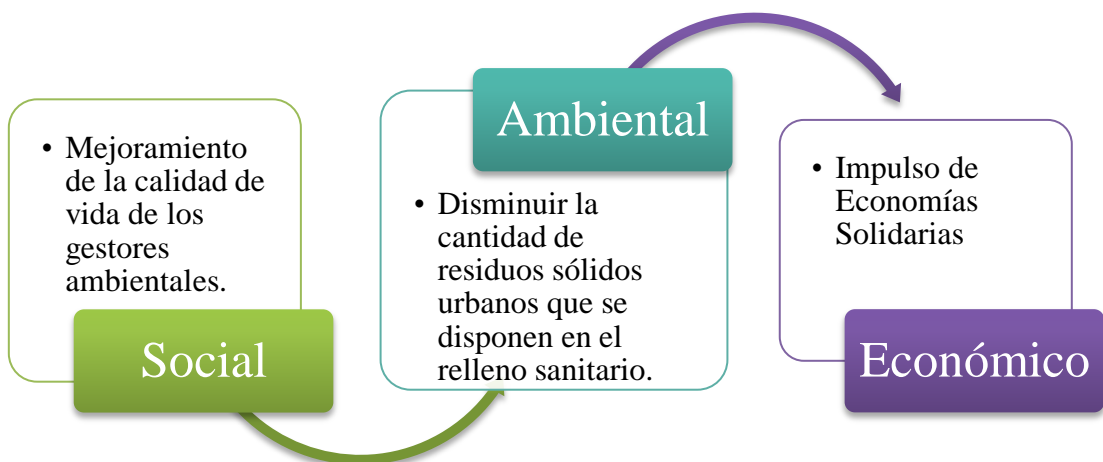 • Mejoramiento
de la calidad de
vida de los
gestores
ambientales.
Social
Ambiental
• Disminuir la
cantidad de
residuos sólidos
urbanos que se
disponen en el
relleno sanitario.
• Impulso de
Economías
Solidarias
Económico